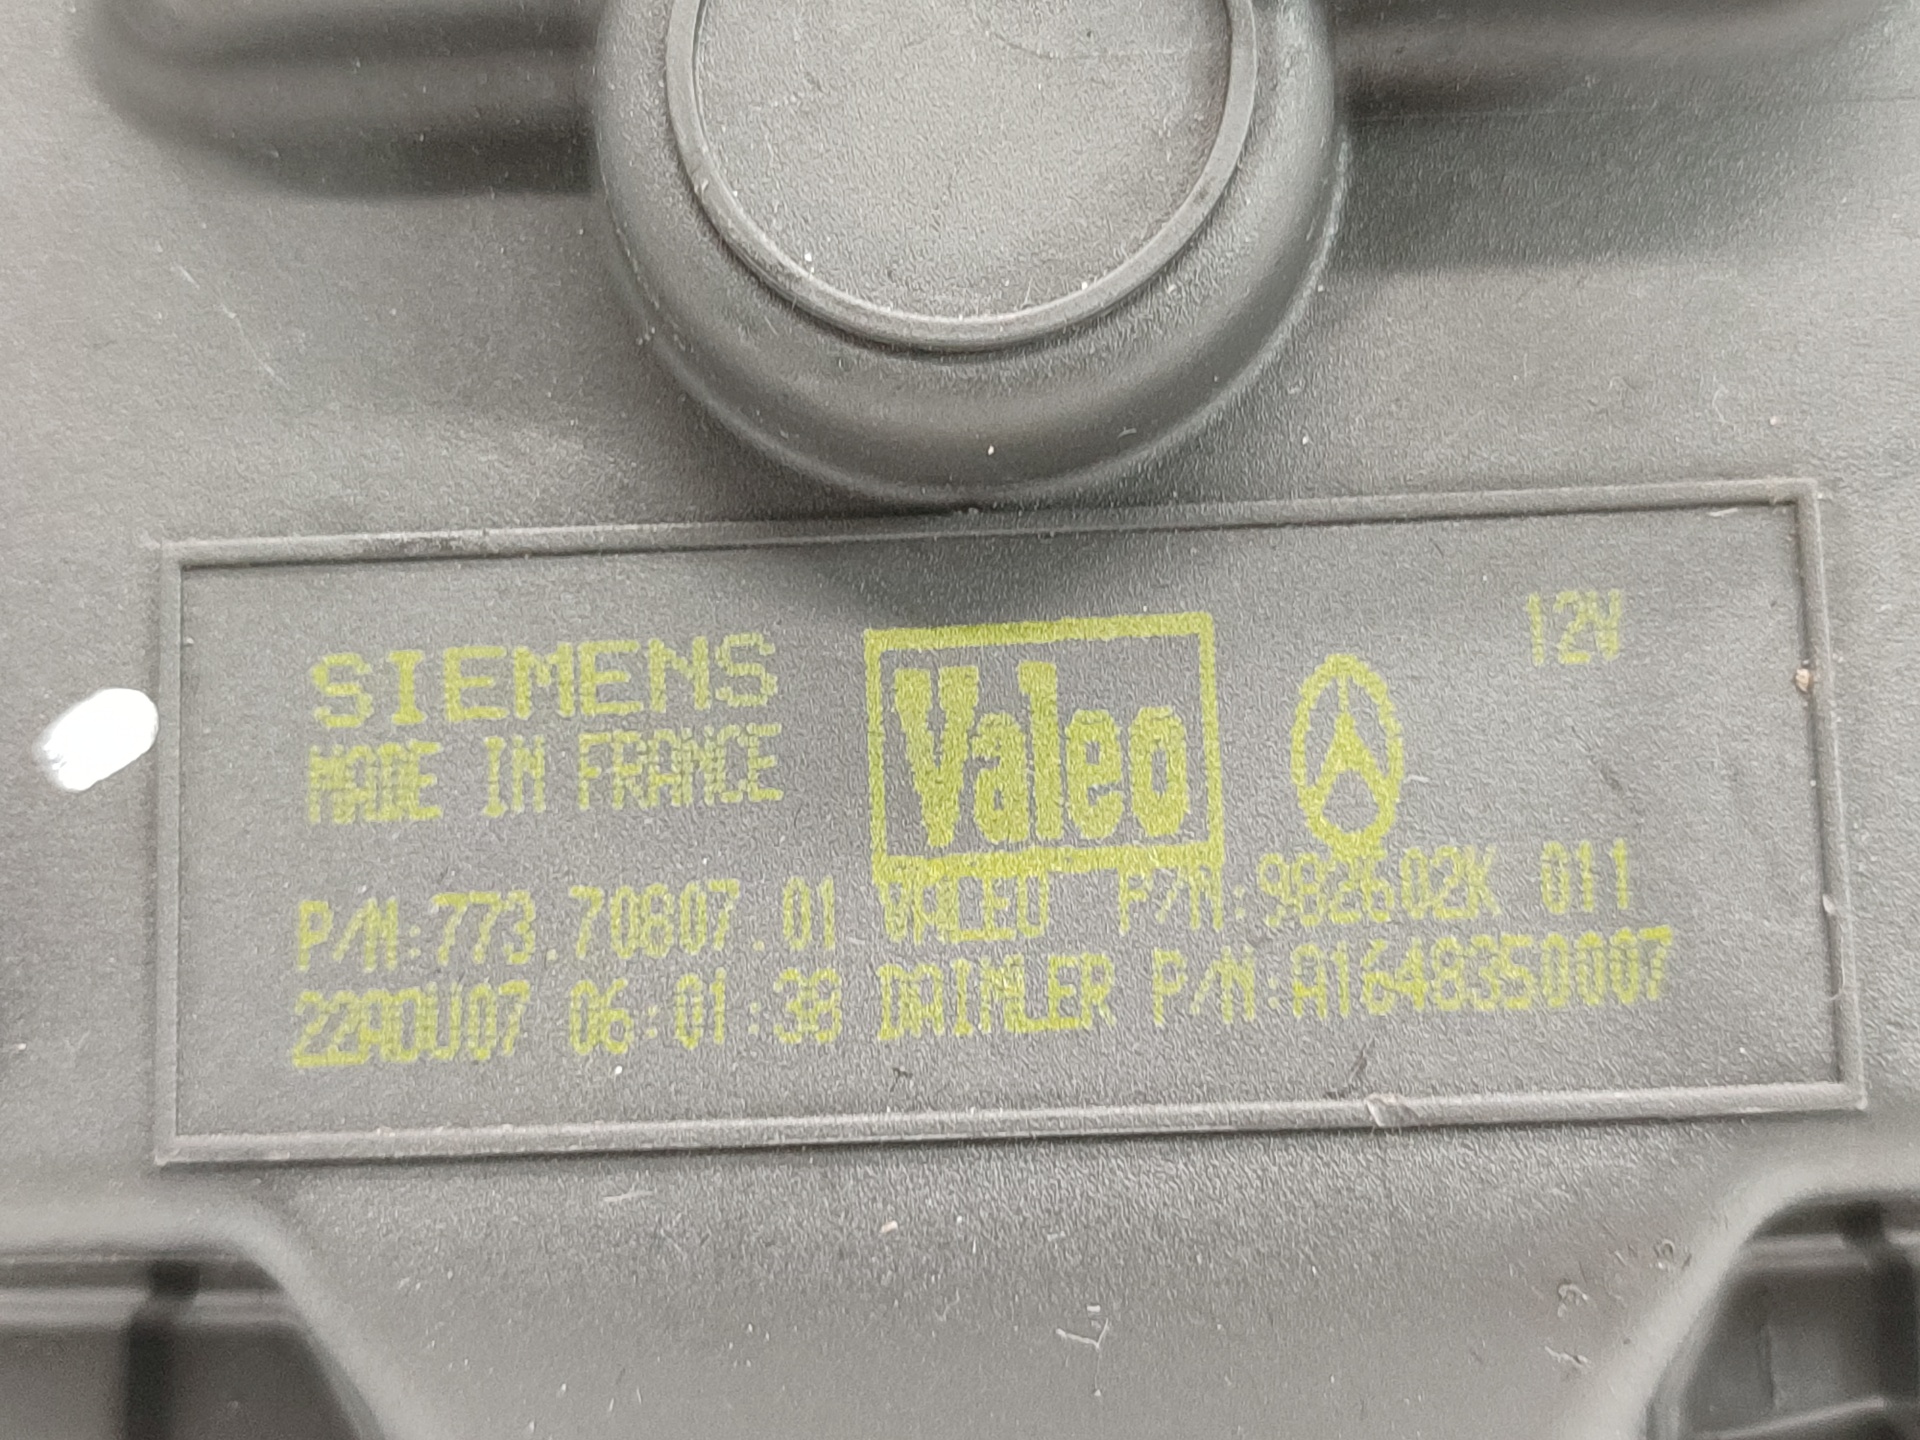 SIEMENS
MADE IN FRANCE
Valeo
12V
P/N:773.70807.01 VALEO P/N:982602K 011
22AOU07 06:01:38 DAIMLER P/N:A1648350007